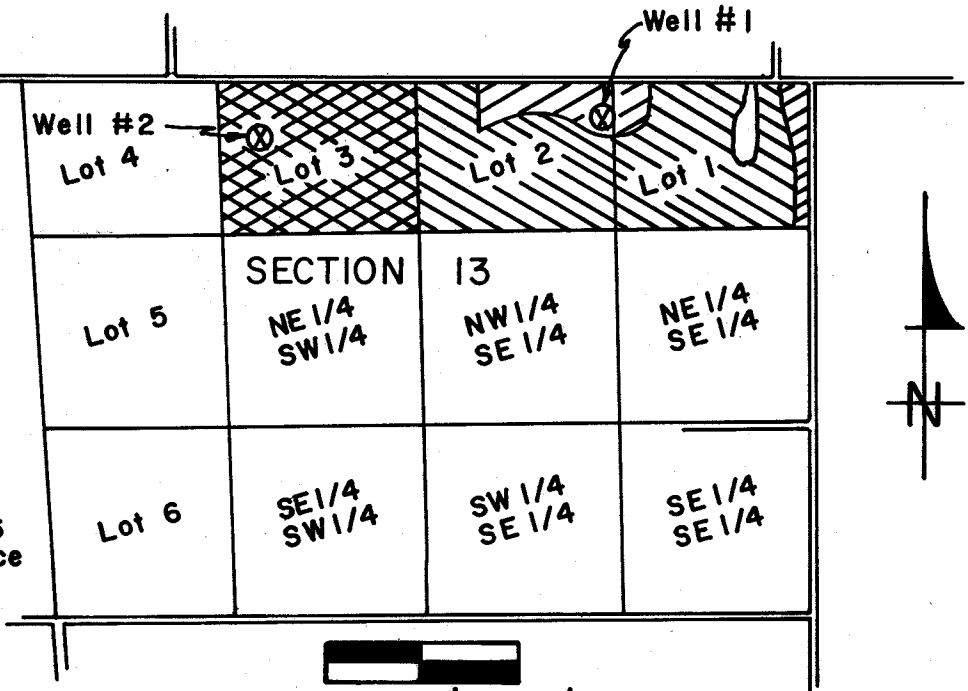 Well #1
Well #2
Lot 4
Lot 3
Lot 2
Lot 1
SECTION 13
Lot 5
NE 1/4
SW 1/4
NW 1/4
SE 1/4
NE 1/4
SE 1/4
N
Lot 6
SE 1/4
SW 1/4
SW 1/4
SE 1/4
SE 1/4
SE 1/4